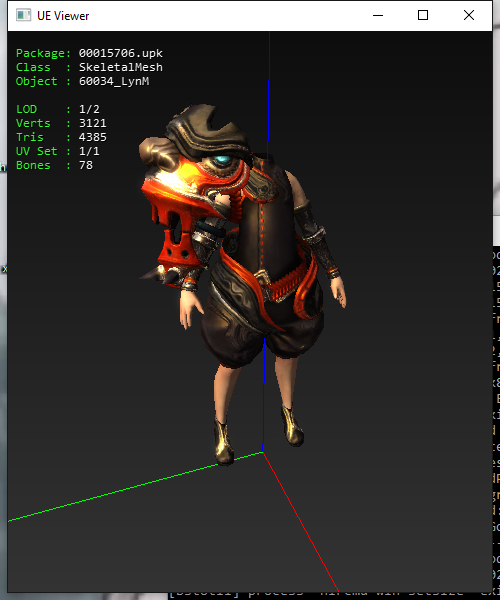 UE Viewer
Package: 00015706.upk
Class : SkeletalMesh
Object : 60034_LynM
LOD : 1/2
Verts : 3121
Tris : 4385
UV Set : 1/1
Bones : 78